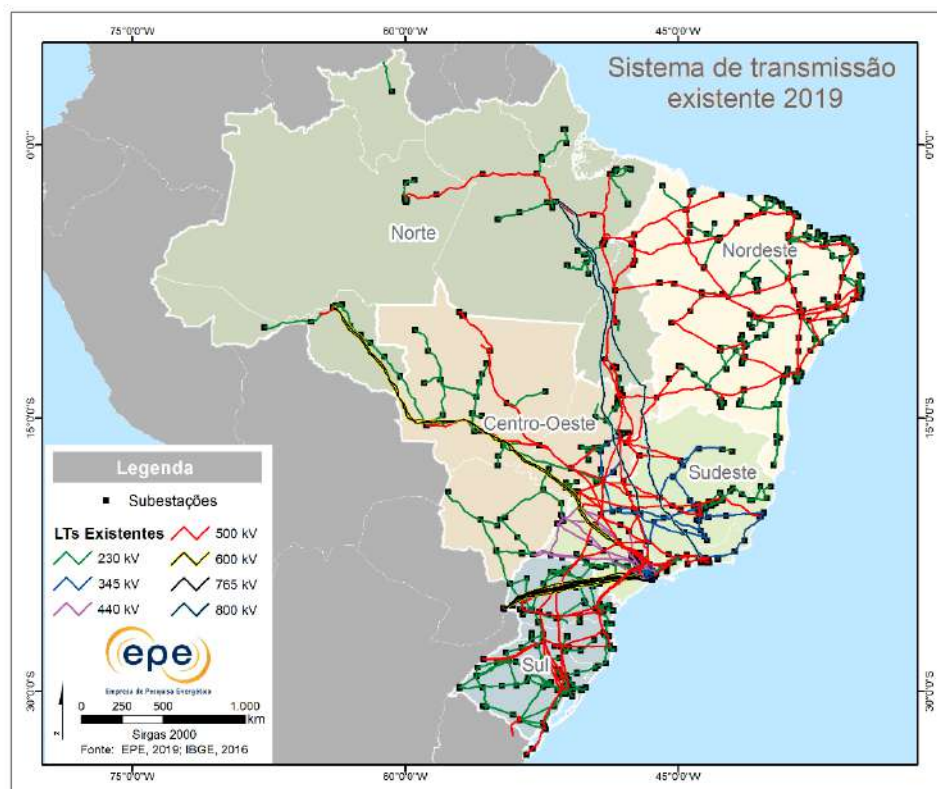 75°0'0"W 60°0'0"W 45°0'0"W
Sistema de transmissão
existente 2019
0°0'0"
0°0'0"
Norte
Nordeste
15°0'0"S
15°0'0"S
Centro-Oeste
Sudeste
Sul
30°0'0"S
30°0'0"S
Legenda
Subestações
LTs Existentes
230 kV
345 kV
440 kV
500 kV
600 kV
765 kV
800 kV
epe
Empresa de Pesquisa Energética
0 250 500 1.000
km
Sirgas 2000
Fonte: EPE, 2019; IBGE, 2016
75°0'0"W 60°0'0"W 45°0'0"W